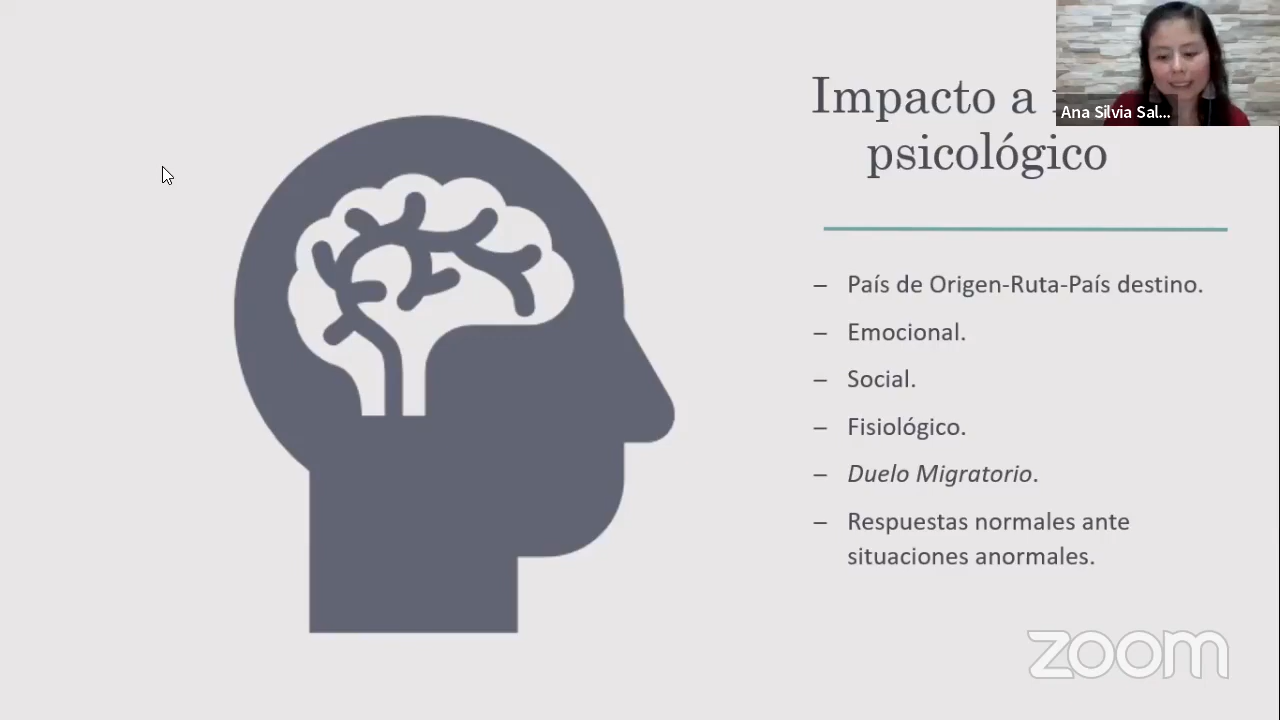 Impacto a
psicológico
Ana Silvia Sal...
– País de Origen-Ruta-País destino.
– Emocional.
– Social.
– Fisiológico.
– Duelo Migratorio.
– Respuestas normales ante
situaciones anormales.
zoom